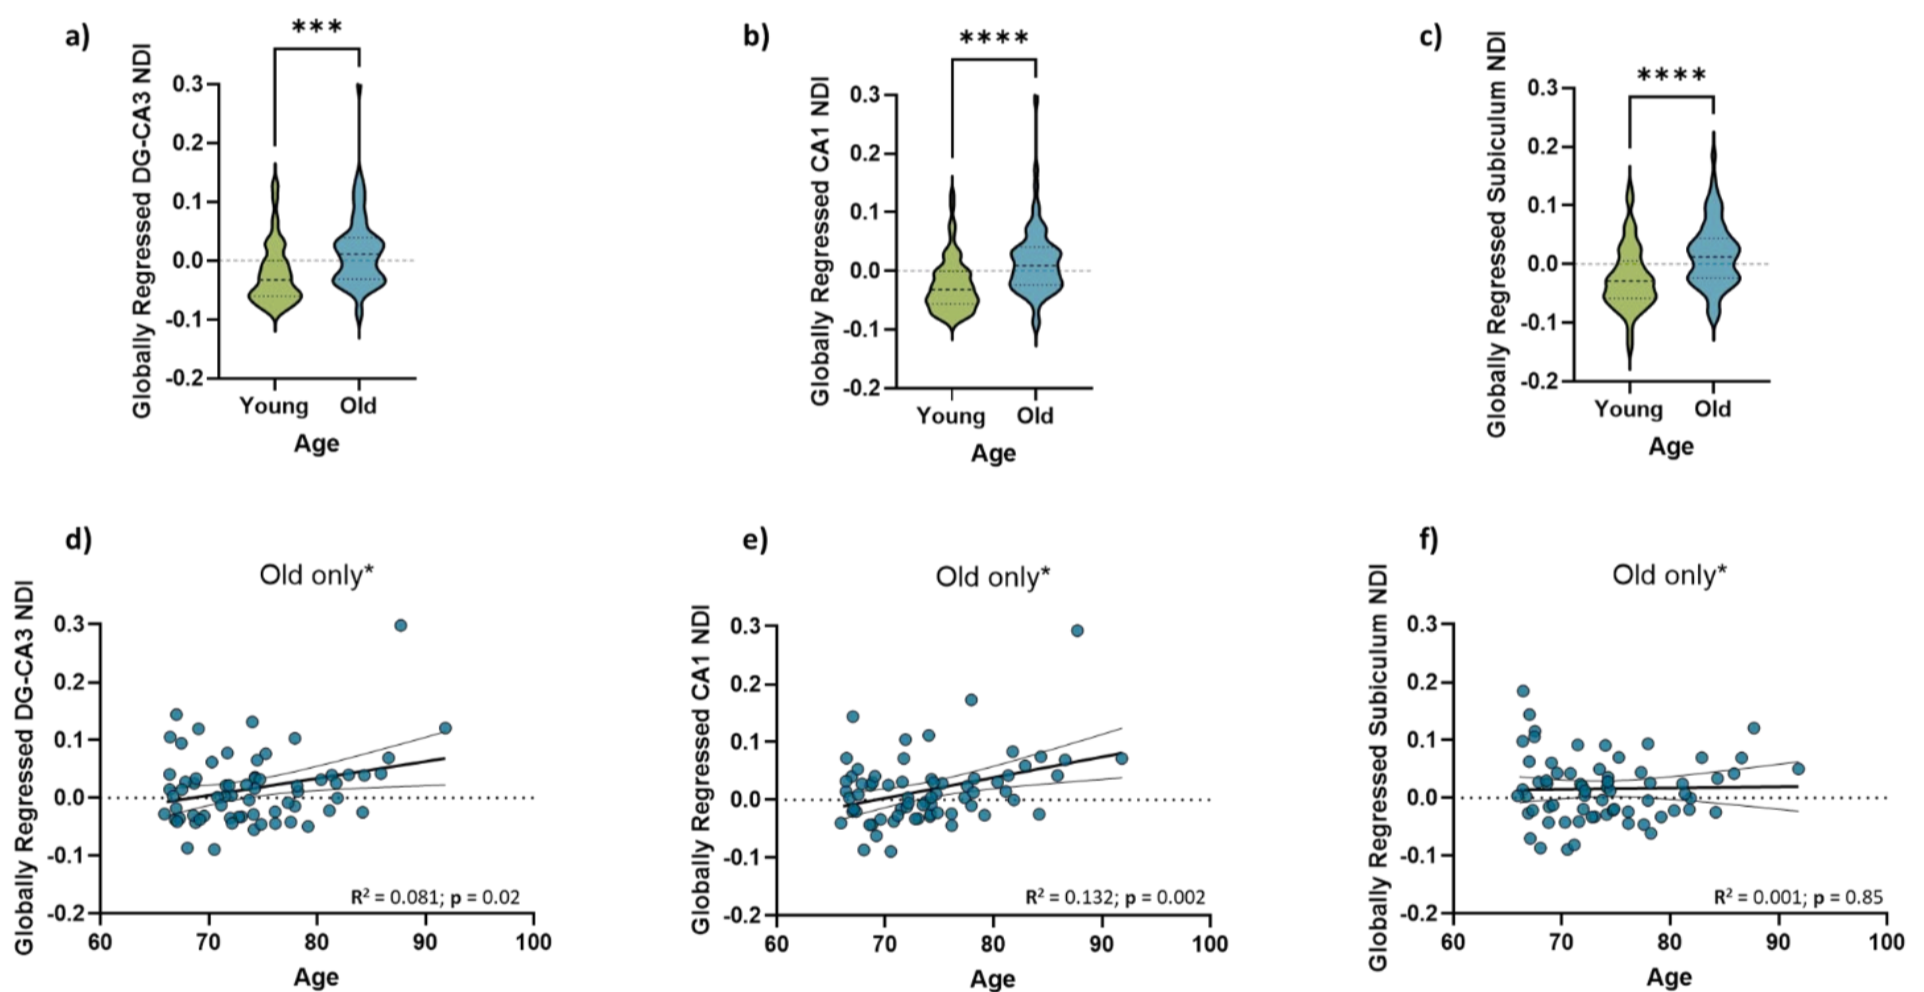 a)
***
Globally Regressed DG-CA3 NDI
0.3
0.2
0.1
0.0
-0.1
-0.2
Young Old
Age
b)
****
Globally Regressed CA1 NDI
0.3
0.2
0.1
0.0
-0.1
-0.2
Young Old
Age
c)
****
Globally Regressed Subiculum NDI
0.3
0.2
0.1
0.0
-0.1
-0.2
Young Old
Age
d)
Old only*
Globally Regressed DG-CA3 NDI
0.3
0.2
0.1
0.0
-0.1
-0.2
R² = 0.081; p = 0.02
60 70 80 90 100
Age
e)
Old only*
Globally Regressed CA1 NDI
0.3
0.2
0.1
0.0
-0.1
-0.2
R² = 0.132; p = 0.002
60 70 80 90 100
Age
f)
Old only*
Globally Regressed Subiculum NDI
0.3
0.2
0.1
0.0
-0.1
-0.2
R² = 0.001; p = 0.85
60 70 80 90 100
Age